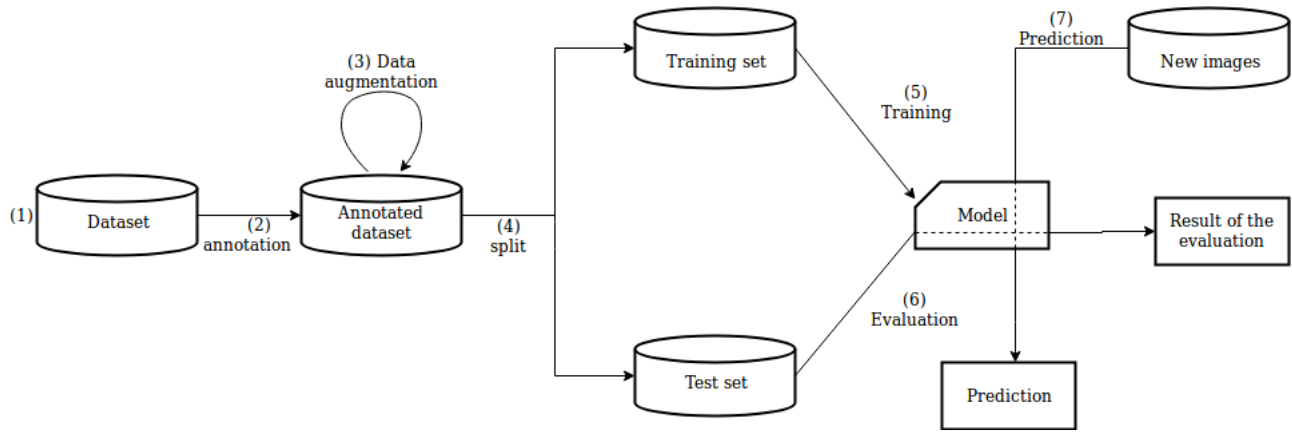 (1)
Dataset
(2)
annotation
(3) Data
augmentation
Annotated
dataset
(4)
split
Training set
Test set
(5)
Training
(6)
Evaluation
Model
(7)
Prediction
New images
Result of the
evaluation
Prediction